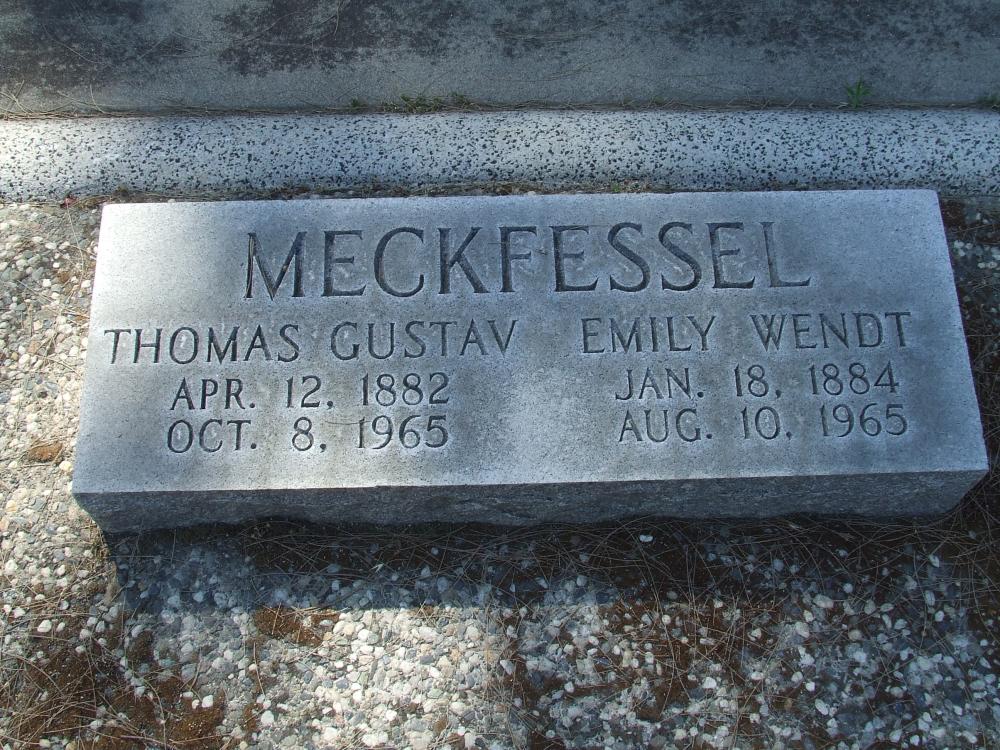 MECKFESSEL
THOMAS GUSTAV
APR. 12, 1882
OCT. 8, 1965
EMILY WENDT
JAN. 18, 1884
AUG. 10, 1965